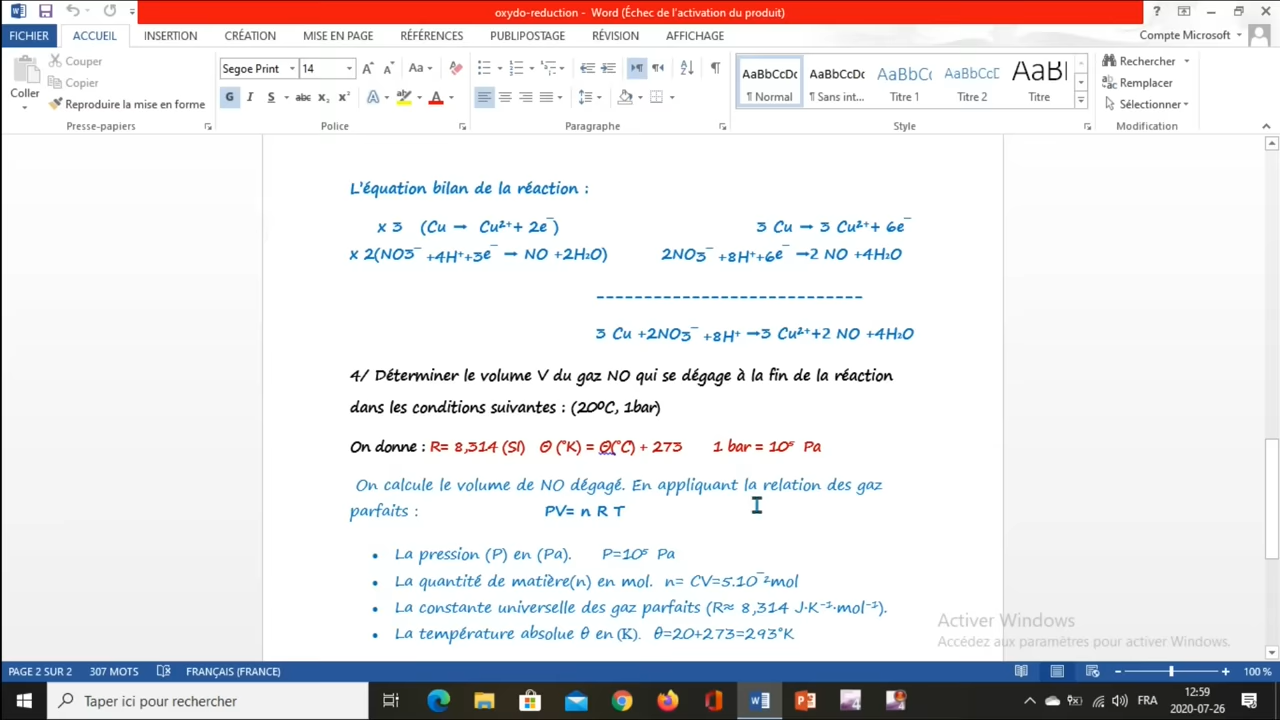 oxydo-reduction - Word (Échec de l'activation du produit)
FICHIER ACCUEIL INSERTION CRÉATION MISE EN PAGE RÉFÉRENCES PUBLIPOSTAGE RÉVISION AFFICHAGE Compte Microsoft
Coller
Couper
Copier
Reproduire la mise en forme
Presse-papiers
Segoe Print 14
G I S abc x₂ x² A A
Police
Paragraphe
AaBbCcDc AaBbCcDc AaBbCc AaBbCcE AaBl
¶ Normal ¶ Sans int... Titre 1 Titre 2 Titre
Style
Rechercher
Remplacer
Sélectionner
Modification
L'équation bilan de la réaction :
x 3 (Cu → Cu²⁺+ 2e⁻) 3 Cu → 3 Cu²⁺+ 6e⁻
x 2(NO3⁻ +4H⁺+3e⁻ → NO +2H₂O) 2NO3⁻ +8H⁺+6e⁻ →2 NO +4H₂O
----------------------------
3 Cu +2NO3⁻ +8H⁺ →3 Cu²⁺+2 NO +4H₂O
4/ Déterminer le volume V du gaz NO qui se dégage à la fin de la réaction
dans les conditions suivantes : (20⁰C, 1bar)
On donne : R= 8,314 (SI) Θ (°K) = Θ(°C) + 273 1 bar = 10⁵ Pa
On calcule le volume de NO dégagé. En appliquant la relation des gaz
parfaits : PV= n R T
• La pression (P) en (Pa). P=10⁵ Pa
• La quantité de matière(n) en mol. n= CV=5.10⁻²mol
• La constante universelle des gaz parfaits (R≈ 8,314 J·K⁻¹·mol⁻¹).
• La température absolue θ en (K). θ=20+273=293°K
Activer Windows
Accédez aux paramètres pour activer Windows.
PAGE 2 SUR 2 307 MOTS FRANÇAIS (FRANCE) 100 %
Taper ici pour rechercher
FRA
12:59
2020-07-26